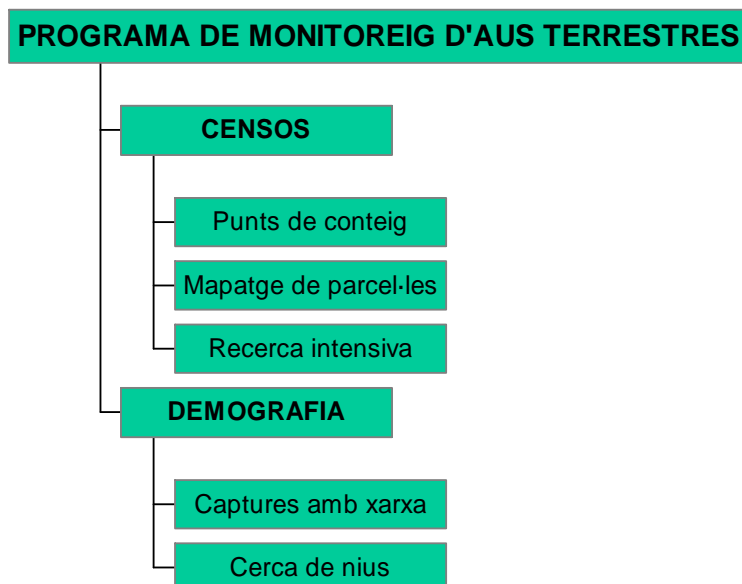 PROGRAMA DE MONITOREIG D'AUS TERRESTRES
CENSOS
Punts de conteig
Mapatge de parcel·les
Recerca intensiva
DEMOGRAFIA
Captures amb xarxa
Cerca de nius